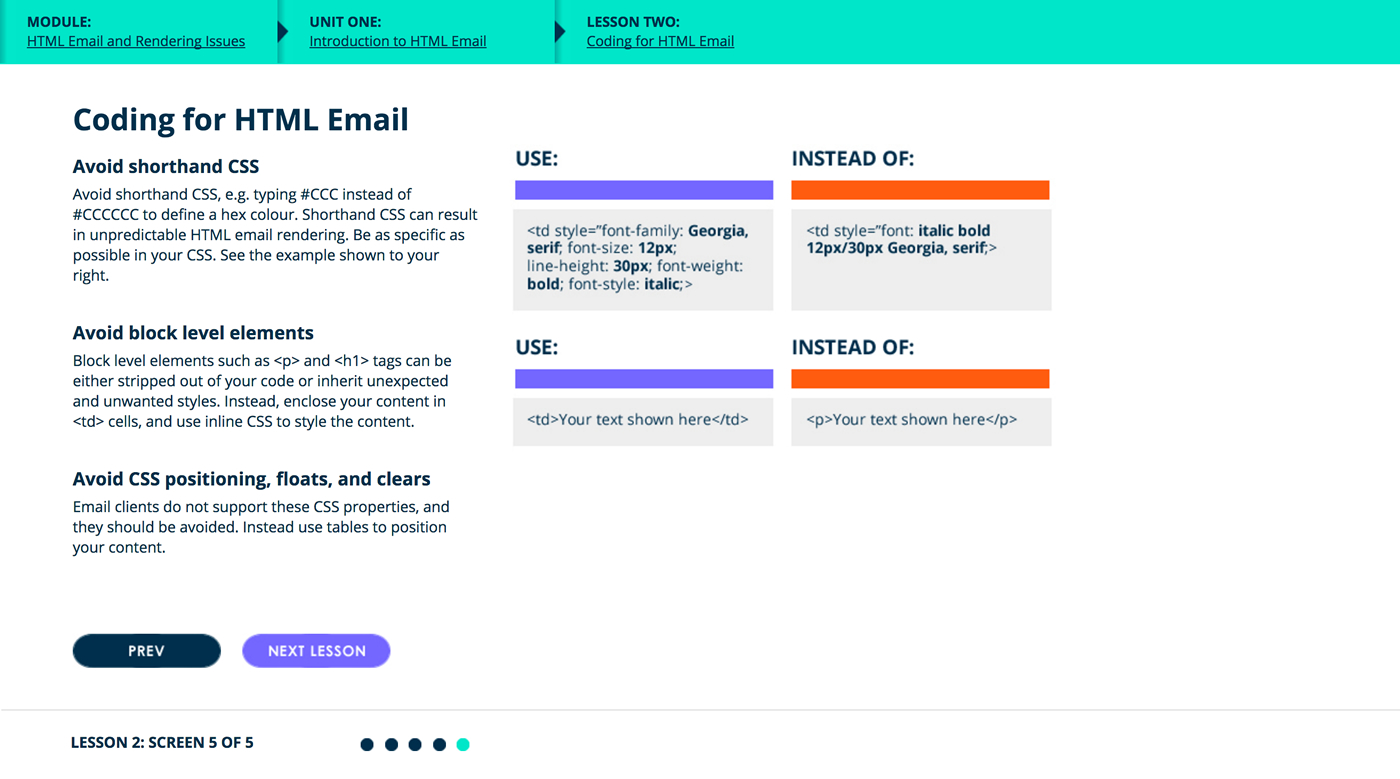 MODULE:
HTML Email and Rendering Issues
UNIT ONE:
Introduction to HTML Email
LESSON TWO:
Coding for HTML Email
Coding for HTML Email
Avoid shorthand CSS
Avoid shorthand CSS, e.g. typing #CCC instead of
#CCCCCC to define a hex colour. Shorthand CSS can result
in unpredictable HTML email rendering. Be as specific as
possible in your CSS. See the example shown to your
right.
Avoid block level elements
Block level elements such as <p> and <h1> tags can be
either stripped out of your code or inherit unexpected
and unwanted styles. Instead, enclose your content in
<td> cells, and use inline CSS to style the content.
Avoid CSS positioning, floats, and clears
Email clients do not support these CSS properties, and
they should be avoided. Instead use tables to position
your content.
USE:
<td style=”font-family: Georgia,
serif; font-size: 12px;
line-height: 30px; font-weight:
bold; font-style: italic;>
INSTEAD OF:
<td style=”font: italic bold
12px/30px Georgia, serif;>
USE:
<td>Your text shown here</td>
INSTEAD OF:
<p>Your text shown here</p>
PREV
NEXT LESSON
LESSON 2: SCREEN 5 OF 5